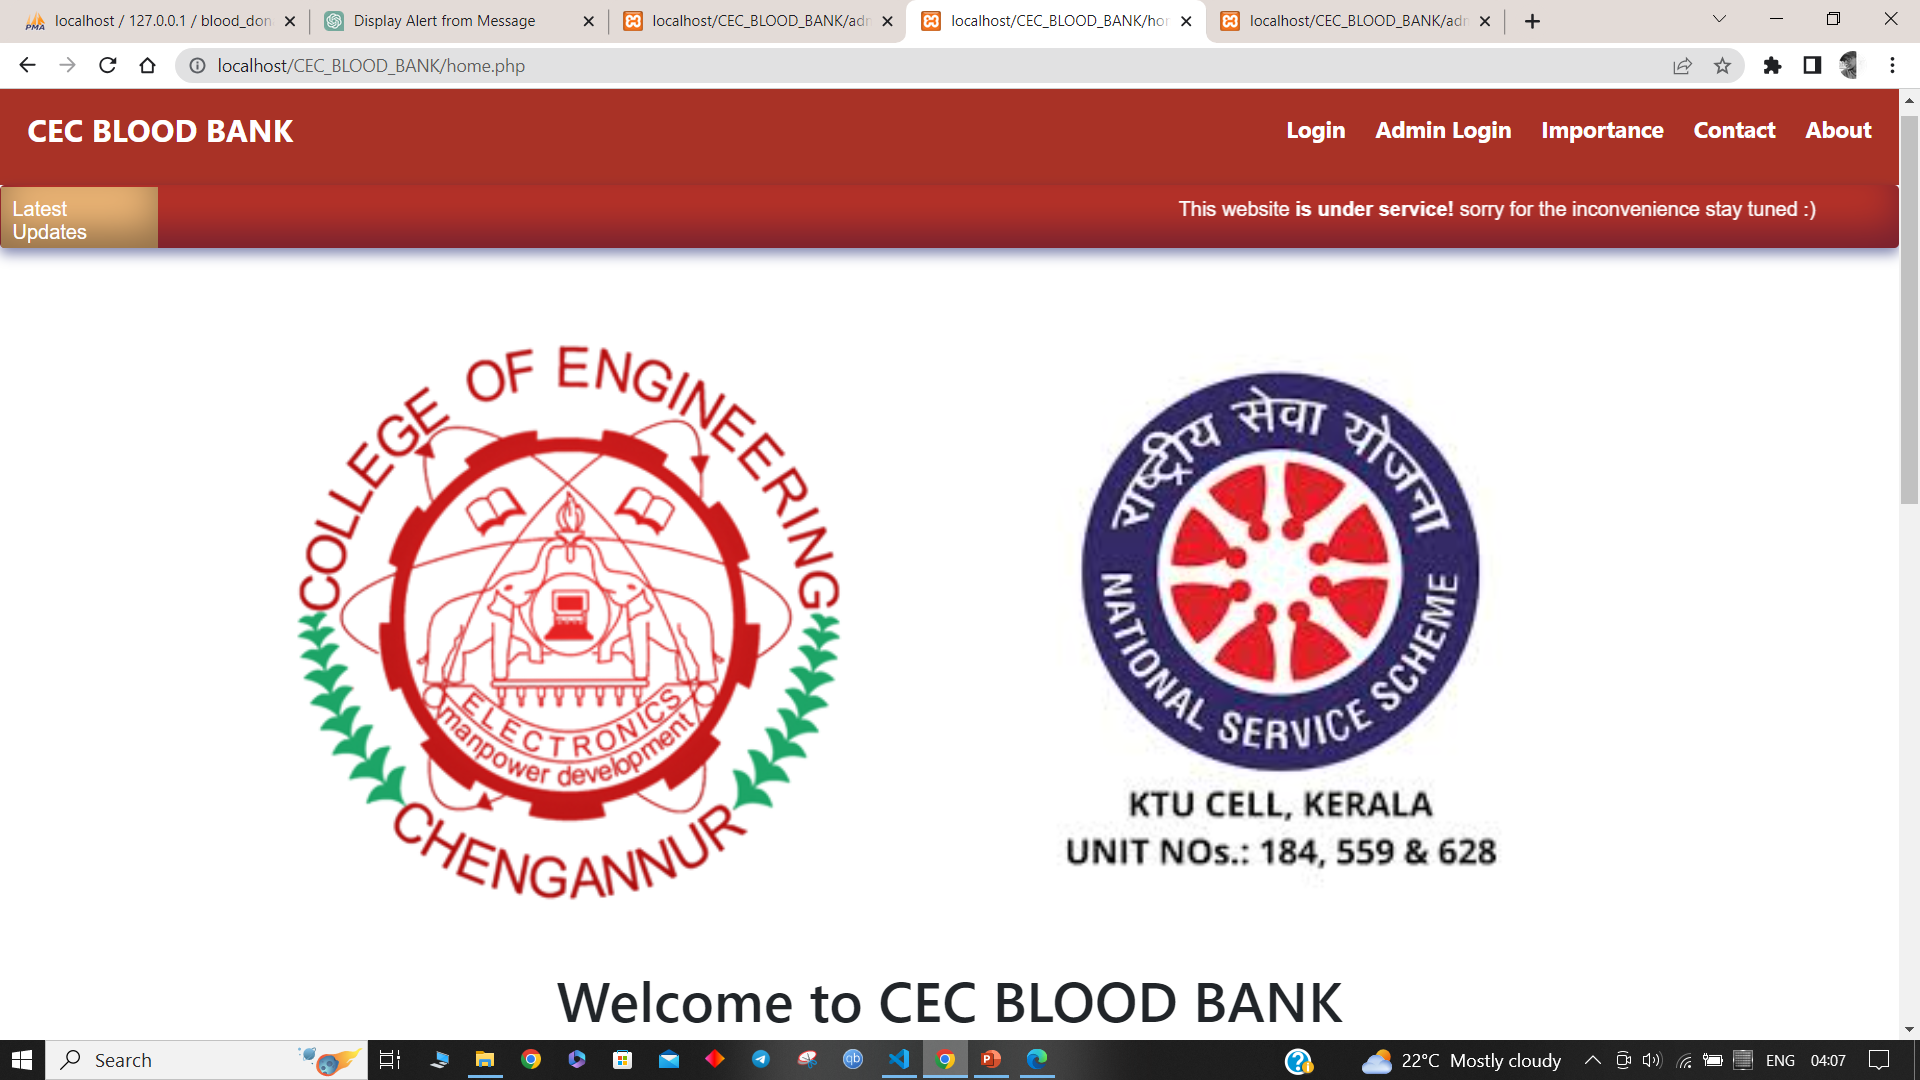 localhost / 127.0.0.1 / blood_don
Display Alert from Message
localhost/CEC_BLOOD_BANK/adm
localhost/CEC_BLOOD_BANK/hom
localhost/CEC_BLOOD_BANK/adm
localhost/CEC_BLOOD_BANK/home.php
CEC BLOOD BANK
Login Admin Login Importance Contact About
Latest
Updates
This website is under service! sorry for the inconvenience stay tuned :)
COLLEGE OF ENGINEERING
ELECTRONICS
manpower development
CHENGANNUR
राष्ट्रीय सेवा योजना
NATIONAL SERVICE SCHEME
KTU CELL, KERALA
UNIT NOs.: 184, 559 & 628
Welcome to CEC BLOOD BANK
Search
22°C Mostly cloudy
ENG
04:07